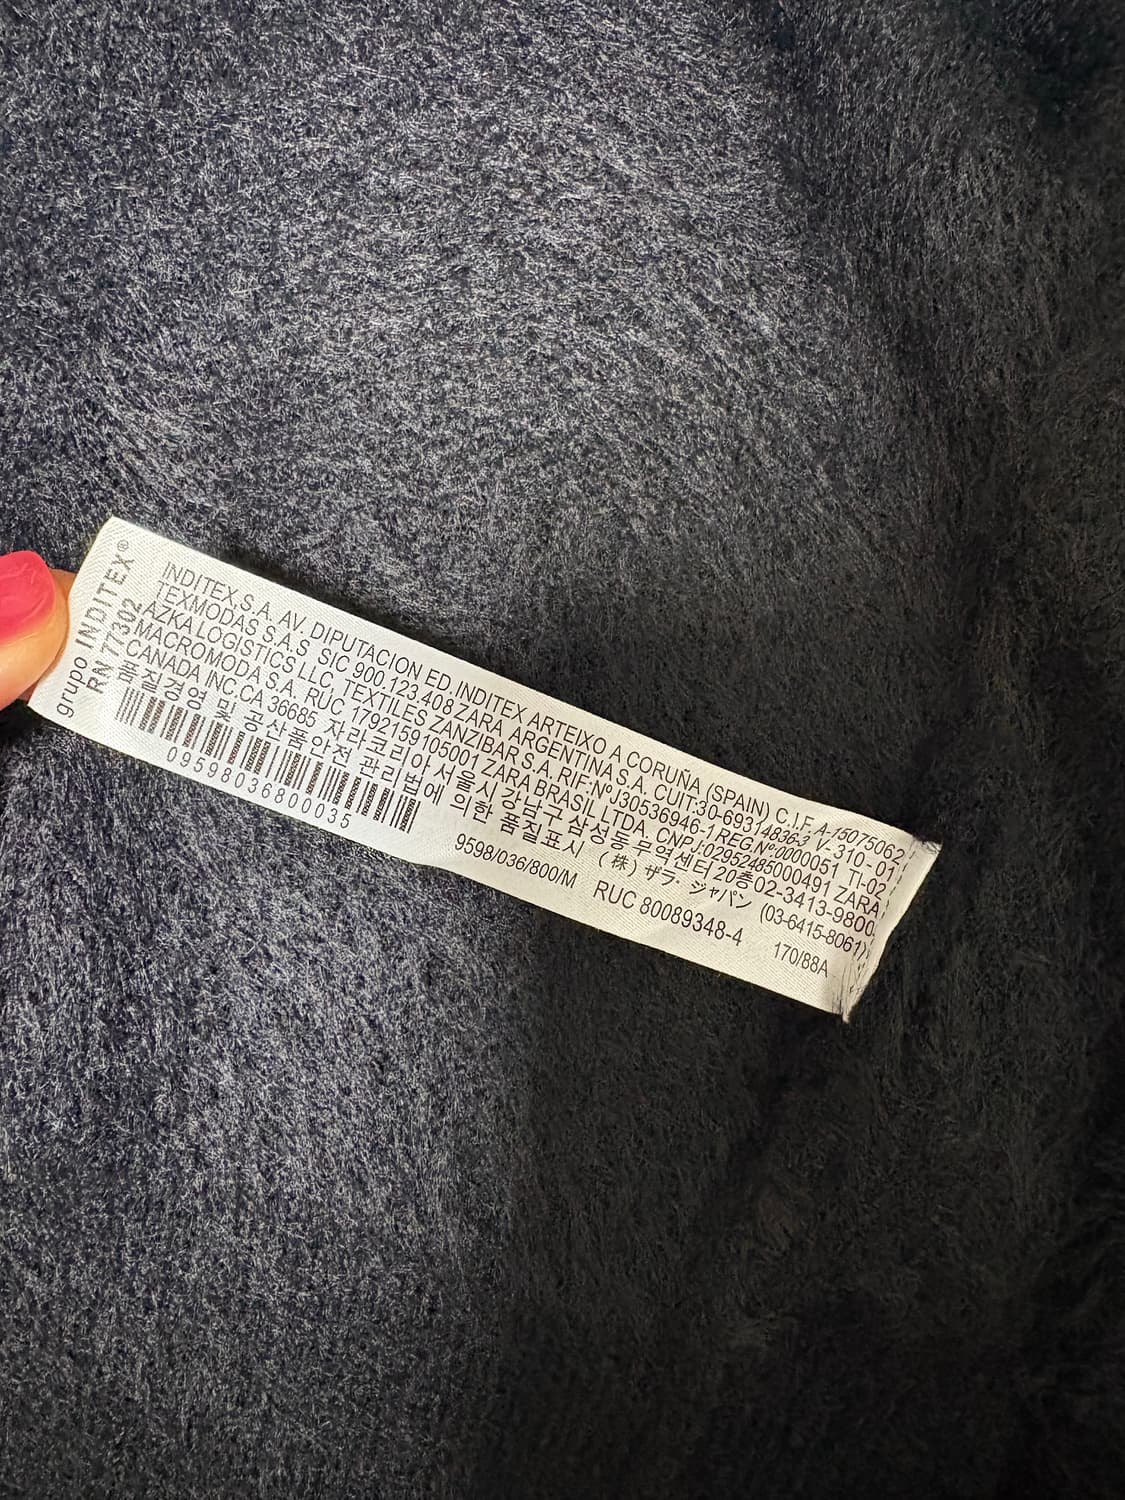 grupo INDITEX®
RN 77302
INDITEX S.A. AV. DIPUTACION ED. INDITEX ARTEIXO A CORUÑA (SPAIN) C.I.F. A-15075062
TEXMODAS S.A.S. SIC 900.123.408 ZARA ARGENTINA S.A. CUIT:30-69314836-3 V- 310- 01
AZKA LOGISTICS LLC, TEXTILES ZANZIBAR S.A. RIF:Nº J30536946-1 REG.Nº:0000051 TI-02
MACROMODA S.A. RUC 1792159105001 ZARA BRASIL LTDA. CNPJ:02952485000491 ZARA
CANADA INC.CA 36685 자라코리아 서울시 강남구 삼성동 무역센터 20층 02-3413-9800
품질경영 및 공산품안전관리법에 의한 품질표시 (株) ザラ· ジャパン (03-6415-8061)
0959803680035
9598/036/800/M RUC 80089348-4 170/88A